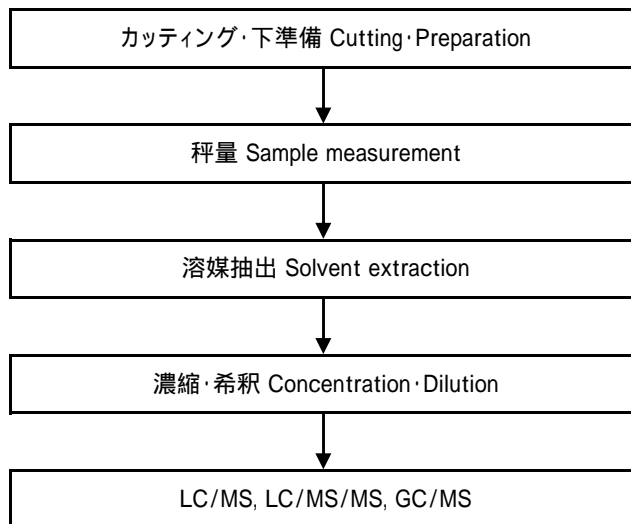 カッティング･下準備 Cutting･Preparation
秤量 Sample measurement
溶媒抽出 Solvent extraction
濃縮･希釈 Concentration･Dilution
LC/MS, LC/MS/MS, GC/MS